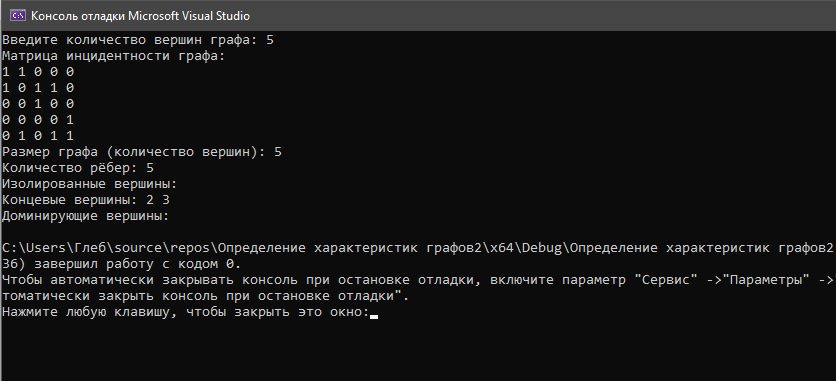 Консоль отладки Microsoft Visual Studio
Введите количество вершин графа: 5
Матрица инцидентности графа:
1 1 0 0 0
1 0 1 1 0
0 0 1 0 0
0 0 0 0 1
0 1 0 1 1
Размер графа (количество вершин): 5
Количество рёбер: 5
Изолированные вершины:
Концевые вершины: 2 3
Доминирующие вершины:
C:\Users\Глеб\source\repos\Определение характеристик графов2\x64\Debug\Определение характеристик графов2
36) завершил работу с кодом 0.
Чтобы автоматически закрывать консоль при остановке отладки, включите параметр "Сервис" ->"Параметры" ->"
томатически закрыть консоль при остановке отладки".
Нажмите любую клавишу, чтобы закрыть это окно: